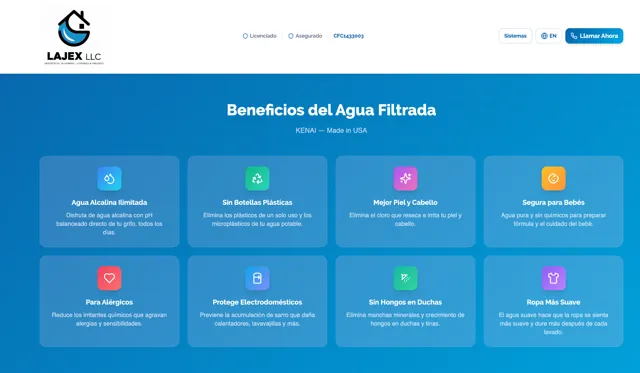 LAJEX LLC
Licenciado
Asegurado
CFC1433003
Sistemas
EN
Llamar Ahora
Beneficios del Agua Filtrada
KENAI — Made in USA
Agua Alcalina Ilimitada
Disfruta de agua alcalina con pH
balanceado directo de tu grifo, todos los
días.
Sin Botellas Plásticas
Elimina los plásticos de un solo uso y los
microplásticos de tu agua potable.
Mejor Piel y Cabello
Elimina el cloro que reseca e irrita tu piel y
cabello.
Segura para Bebés
Agua pura y sin químicos para preparar
fórmula y el cuidado del bebé.
Para Alérgicos
Reduce los irritantes químicos que agravan
alergias y sensibilidades.
Protege Electrodomésticos
Previene la acumulación de sarro que daña
calentadores, lavavajillas y más.
Sin Hongos en Duchas
Elimina manchas minerales y crecimiento de
hongos en duchas y tinas.
Ropa Más Suave
El agua suave hace que la ropa se sienta
más suave y dure más después de cada
lavado.